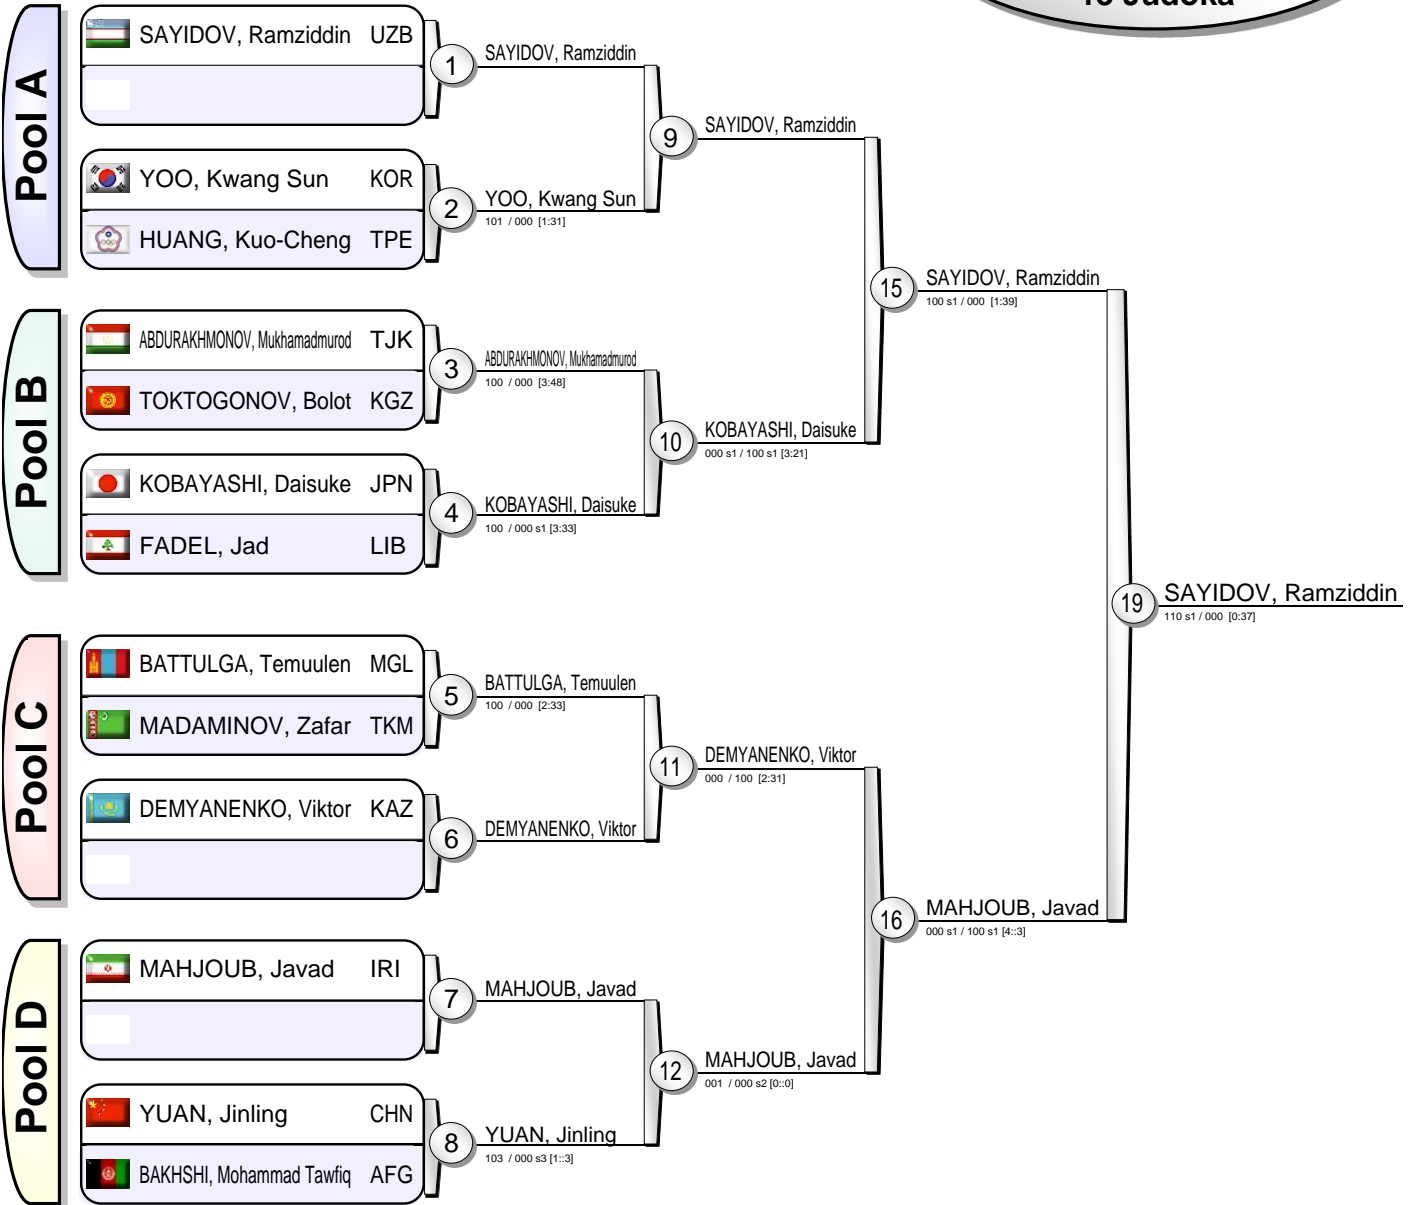 Judoka
Pool A
SAYIDOV, Ramziddin UZB
1
SAYIDOV, Ramziddin
YOO, Kwang Sun KOR
HUANG, Kuo-Cheng TPE
2
YOO, Kwang Sun
101 / 000 [1:31]
9
SAYIDOV, Ramziddin
Pool B
ABDURAKHMONOV, Mukhamadmurod TJK
TOKTOGONOV, Bolot KGZ
3
ABDURAKHMONOV, Mukhamadmurod
100 / 000 [3:48]
KOBAYASHI, Daisuke JPN
FADEL, Jad LIB
4
KOBAYASHI, Daisuke
100 / 000 s1 [3:33]
10
KOBAYASHI, Daisuke
000 s1 / 100 s1 [3:21]
15
SAYIDOV, Ramziddin
100 s1 / 000 [1:39]
Pool C
BATTULGA, Temuulen MGL
MADAMINOV, Zafar TKM
5
BATTULGA, Temuulen
100 / 000 [2:33]
DEMYANENKO, Viktor KAZ
6
DEMYANENKO, Viktor
11
DEMYANENKO, Viktor
000 / 100 [2:31]
Pool D
MAHJOUB, Javad IRI
7
MAHJOUB, Javad
YUAN, Jinling CHN
BAKHSHI, Mohammad Tawfiq AFG
8
YUAN, Jinling
103 / 000 s3 [1::3]
12
MAHJOUB, Javad
001 / 000 s2 [0::0]
16
MAHJOUB, Javad
000 s1 / 100 s1 [4::3]
19
SAYIDOV, Ramziddin
110 s1 / 000 [0:37]